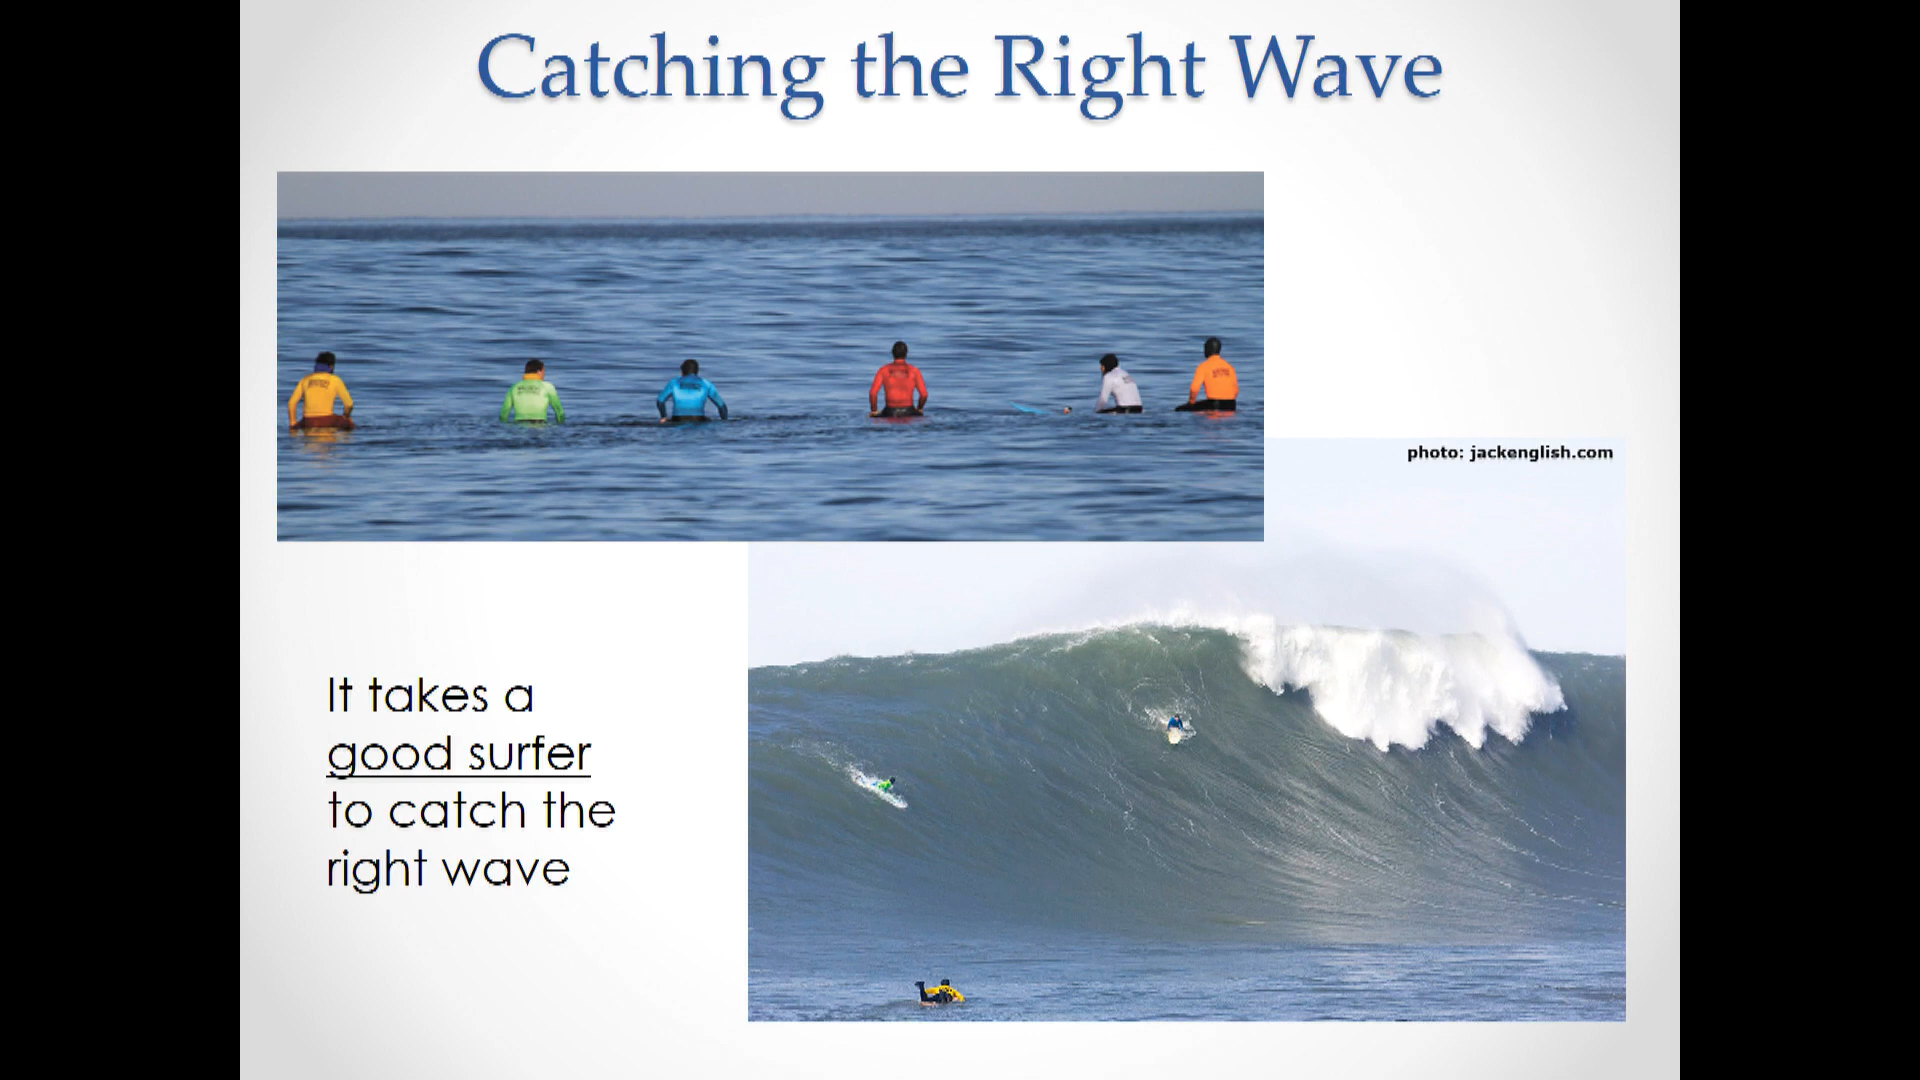 Catching the Right Wave
photo: jackenglish.com
It takes a
good surfer
to catch the
right wave